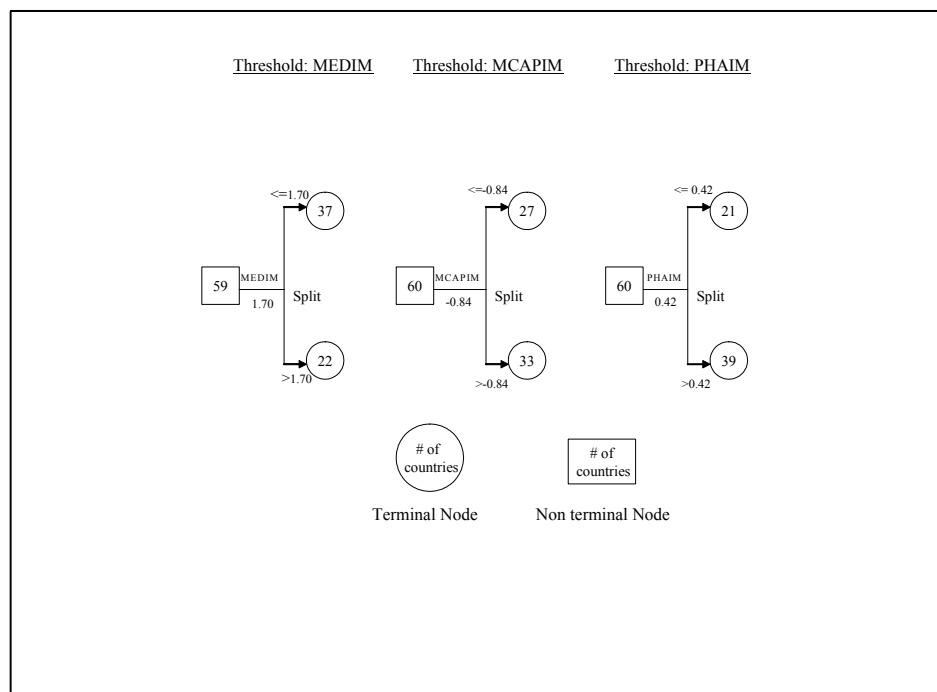 Threshold: MEDIM
Threshold: MCAPIM
Threshold: PHAIM
<=1.70
37
59
MEDIM
1.70
Split
22
>1.70
<=-0.84
27
60
MCAPIM
-0.84
Split
33
>-0.84
<= 0.42
21
60
PHAIM
0.42
Split
39
>0.42
# of
countries
Terminal Node
# of
countries
Non terminal Node